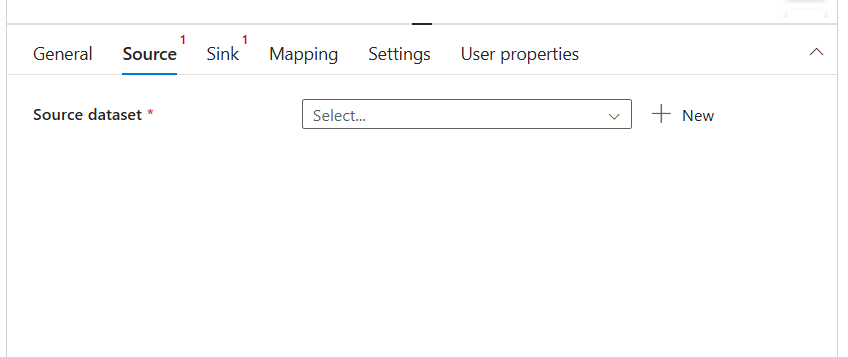 General Source 1 Sink 1 Mapping Settings User properties
Source dataset * Select... New